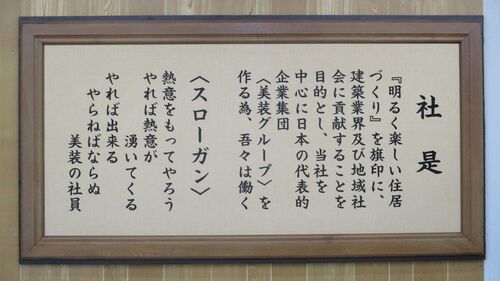 社是
『明るく楽しい住居
づくり』を旗印に、
建築業界及び地域社
会に貢献することを
目的とし、当社を
中心に日本の代表的
企業集団
〈美装グループ〉を
作る為、吾々は働く
〈スローガン〉
熱意をもってやろう
やれば熱意が
湧いてくる
やれば出来る
やらねばならぬ
美装の社員